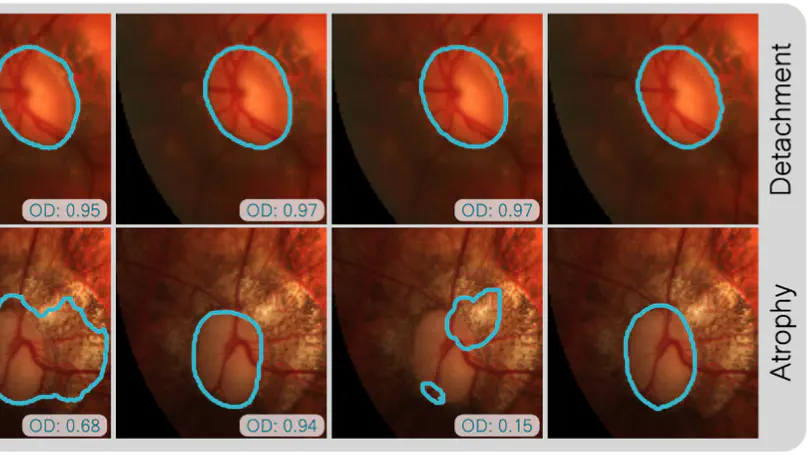 OD: 0.95
OD: 0.97
OD: 0.97
Detachment
OD: 0.68
OD: 0.94
OD: 0.15
Atrophy